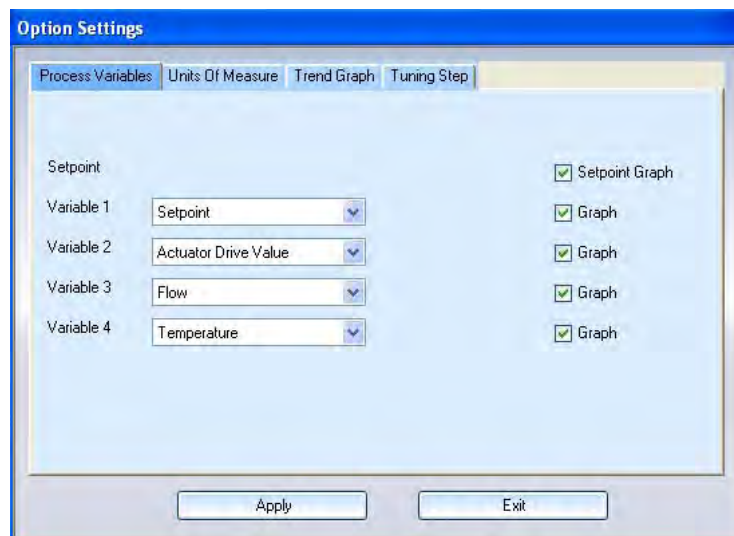 Option Settings
Process Variables Units Of Measure Trend Graph Tuning Step
Setpoint Setpoint Graph
Variable 1 Setpoint Graph
Variable 2 Actuator Drive Value Graph
Variable 3 Flow Graph
Variable 4 Temperature Graph
Apply Exit